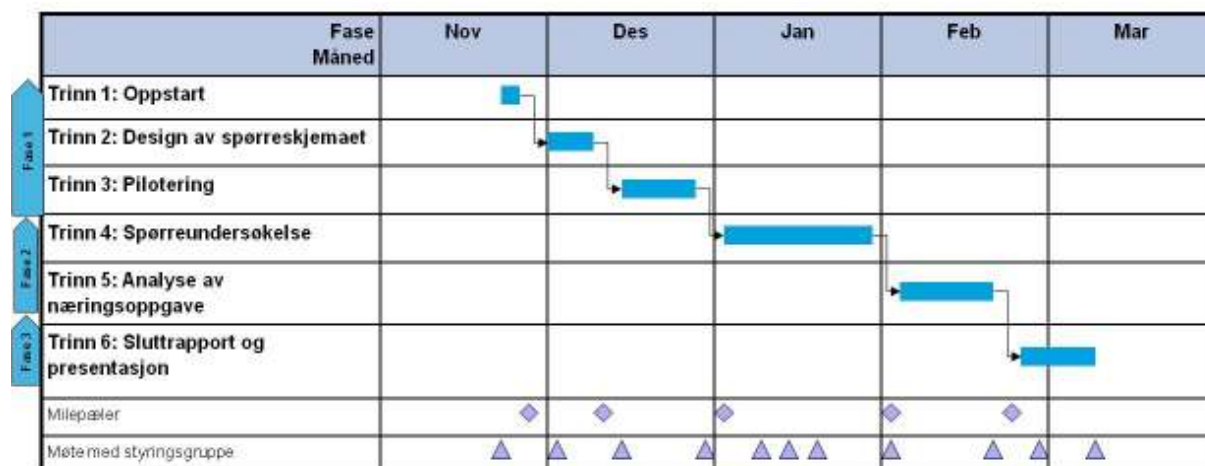 Fase
Måned
Nov
Des
Jan
Feb
Mar
Fase 1
Trinn 1: Oppstart
Trinn 2: Design av spørreskjemaet
Trinn 3: Pilotering
Fase 2
Trinn 4: Spørreundersøkelse
Trinn 5: Analyse av
næringsoppgave
Fase 3
Trinn 6: Sluttrapport og
presentasjon
Milepæler
Møte med styringsgruppe